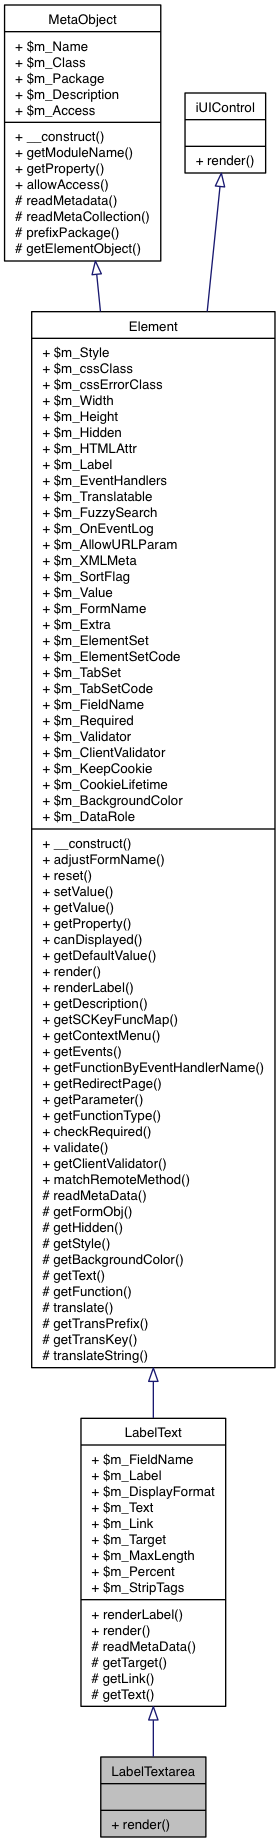 MetaObject
+ $m_Name
+ $m_Class
+ $m_Package
+ $m_Description
+ $m_Access
+ __construct()
+ getModuleName()
+ getProperty()
+ allowAccess()
# readMetadata()
# readMetaCollection()
# prefixPackage()
# getElementObject()
iUIControl
+ render()
Element
+ $m_Style
+ $m_cssClass
+ $m_cssErrorClass
+ $m_Width
+ $m_Height
+ $m_Hidden
+ $m_HTMLAttr
+ $m_Label
+ $m_EventHandlers
+ $m_Translatable
+ $m_FuzzySearch
+ $m_OnEventLog
+ $m_AllowURLParam
+ $m_XMLMeta
+ $m_SortFlag
+ $m_Value
+ $m_FormName
+ $m_Extra
+ $m_ElementSet
+ $m_ElementSetCode
+ $m_TabSet
+ $m_TabSetCode
+ $m_FieldName
+ $m_Required
+ $m_Validator
+ $m_ClientValidator
+ $m_KeepCookie
+ $m_CookieLifetime
+ $m_BackgroundColor
+ $m_DataRole
+ __construct()
+ adjustFormName()
+ reset()
+ setValue()
+ getValue()
+ getProperty()
+ canDisplayed()
+ getDefaultValue()
+ render()
+ renderLabel()
+ getDescription()
+ getSCKeyFuncMap()
+ getContextMenu()
+ getEvents()
+ getFunctionByEventHandlerName()
+ getRedirectPage()
+ getParameter()
+ getFunctionType()
+ checkRequired()
+ validate()
+ getClientValidator()
+ matchRemoteMethod()
# readMetaData()
# getFormObj()
# getHidden()
# getStyle()
# getBackgroundColor()
# getText()
# getFunction()
# translate()
# getTransPrefix()
# getTransKey()
# translateString()
LabelText
+ $m_FieldName
+ $m_Label
+ $m_DisplayFormat
+ $m_Text
+ $m_Link
+ $m_Target
+ $m_MaxLength
+ $m_Percent
+ $m_StripTags
+ renderLabel()
+ render()
# readMetaData()
# getTarget()
# getLink()
# getText()
LabelTextarea
+ render()